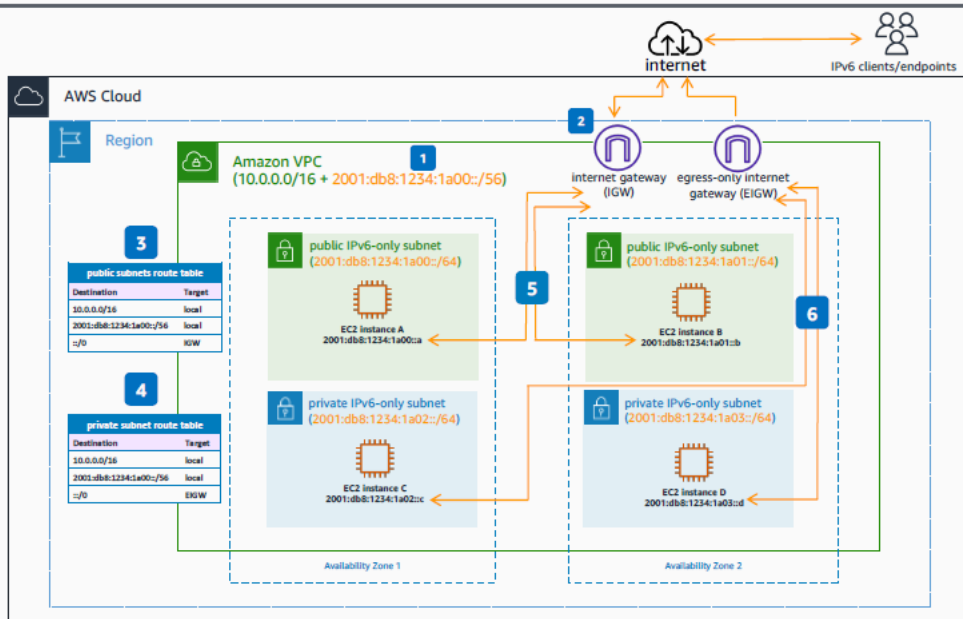 internet
IPv6 clients/endpoints
AWS Cloud
2
Region
1
Amazon VPC
(10.0.0.0/16 + 2001:db8:1234:1a00::/56)
internet gateway
(IGW)
egress-only internet
gateway (EIGW)
3
public subnets route table
Destination Target
10.0.0.0/16 local
2001:db8:1234:1a00::/56 local
::/0 IGW
public IPv6-only subnet
(2001:db8:1234:1a00::/64)
EC2 instance A
2001:db8:1234:1a00::a
5
public IPv6-only subnet
(2001:db8:1234:1a01::/64)
EC2 instance B
2001:db8:1234:1a01::b
6
4
private subnet route table
Destination Target
10.0.0.0/16 local
2001:db8:1234:1a00::/56 local
::/0 EIGW
private IPv6-only subnet
(2001:db8:1234:1a02::/64)
EC2 instance C
2001:db8:1234:1a02::c
private IPv6-only subnet
(2001:db8:1234:1a03::/64)
EC2 instance D
2001:db8:1234:1a03::d
Availability Zone 1
Availability Zone 2